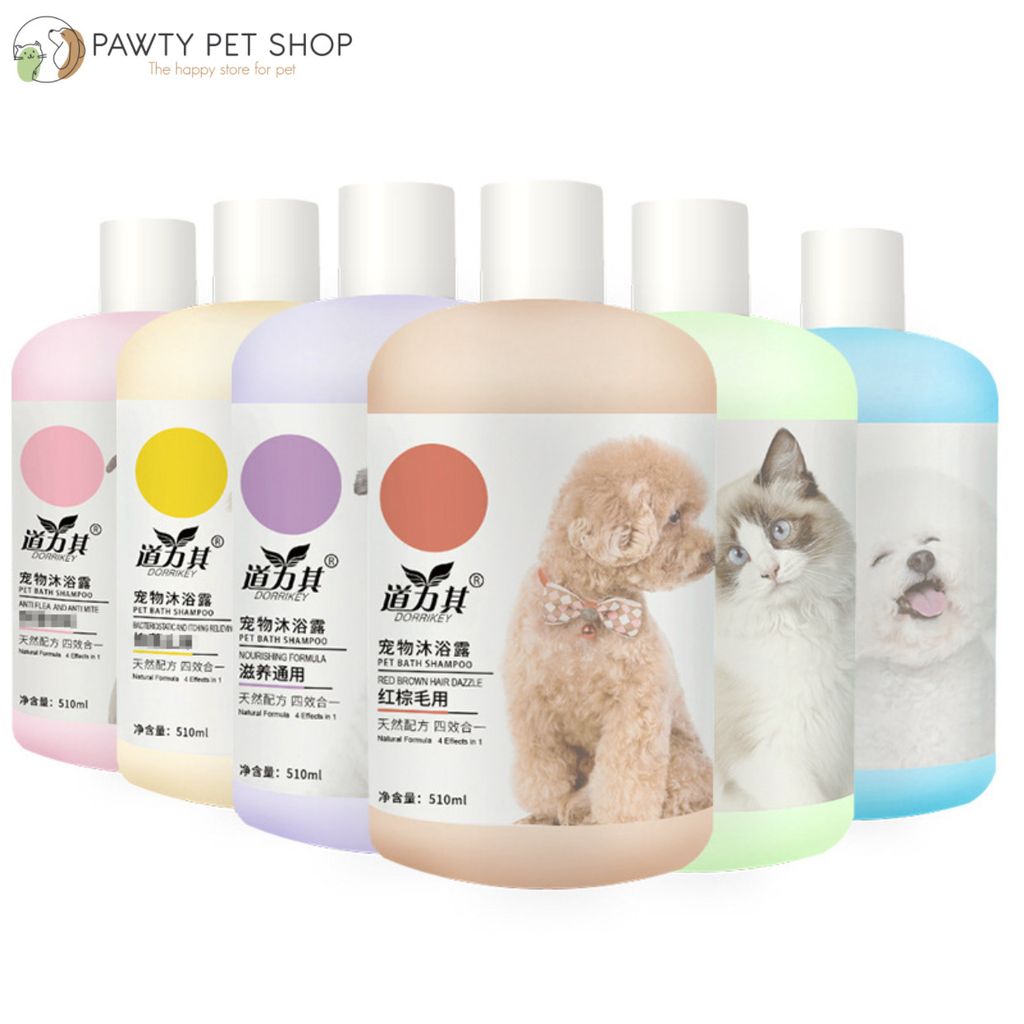 PAWTY PET SHOP
The happy store for pet
道力其®
DORRIKEY
宠物沐浴露
PET BATH SHAMPOO
ANTI FLEA AND ANTI MITE
天然配方 四效合一
Natural Formula 4 Effects in 1
净含量：510ml
道力其®
DORRIKEY
宠物沐浴露
PET BATH SHAMPOO
BACTERIOSTATIC AND ITCHING RELIEVIN
天然配方 四效合一
Natural Formula 4 Effects in 1
净含量：510ml
道力其®
DORRIKEY
宠物沐浴露
PET BATH SHAMPOO
NOURISHING FORMULA
滋养通用
天然配方 四效合一
Natural Formula 4 Effects in 1
净含量：510ml
道力其®
DORRIKEY
宠物沐浴露
PET BATH SHAMPOO
RED BROWN HAIR DAZZLE
红棕毛用
天然配方 四效合一
Natural Formula 4 Effects in 1
净含量：510ml